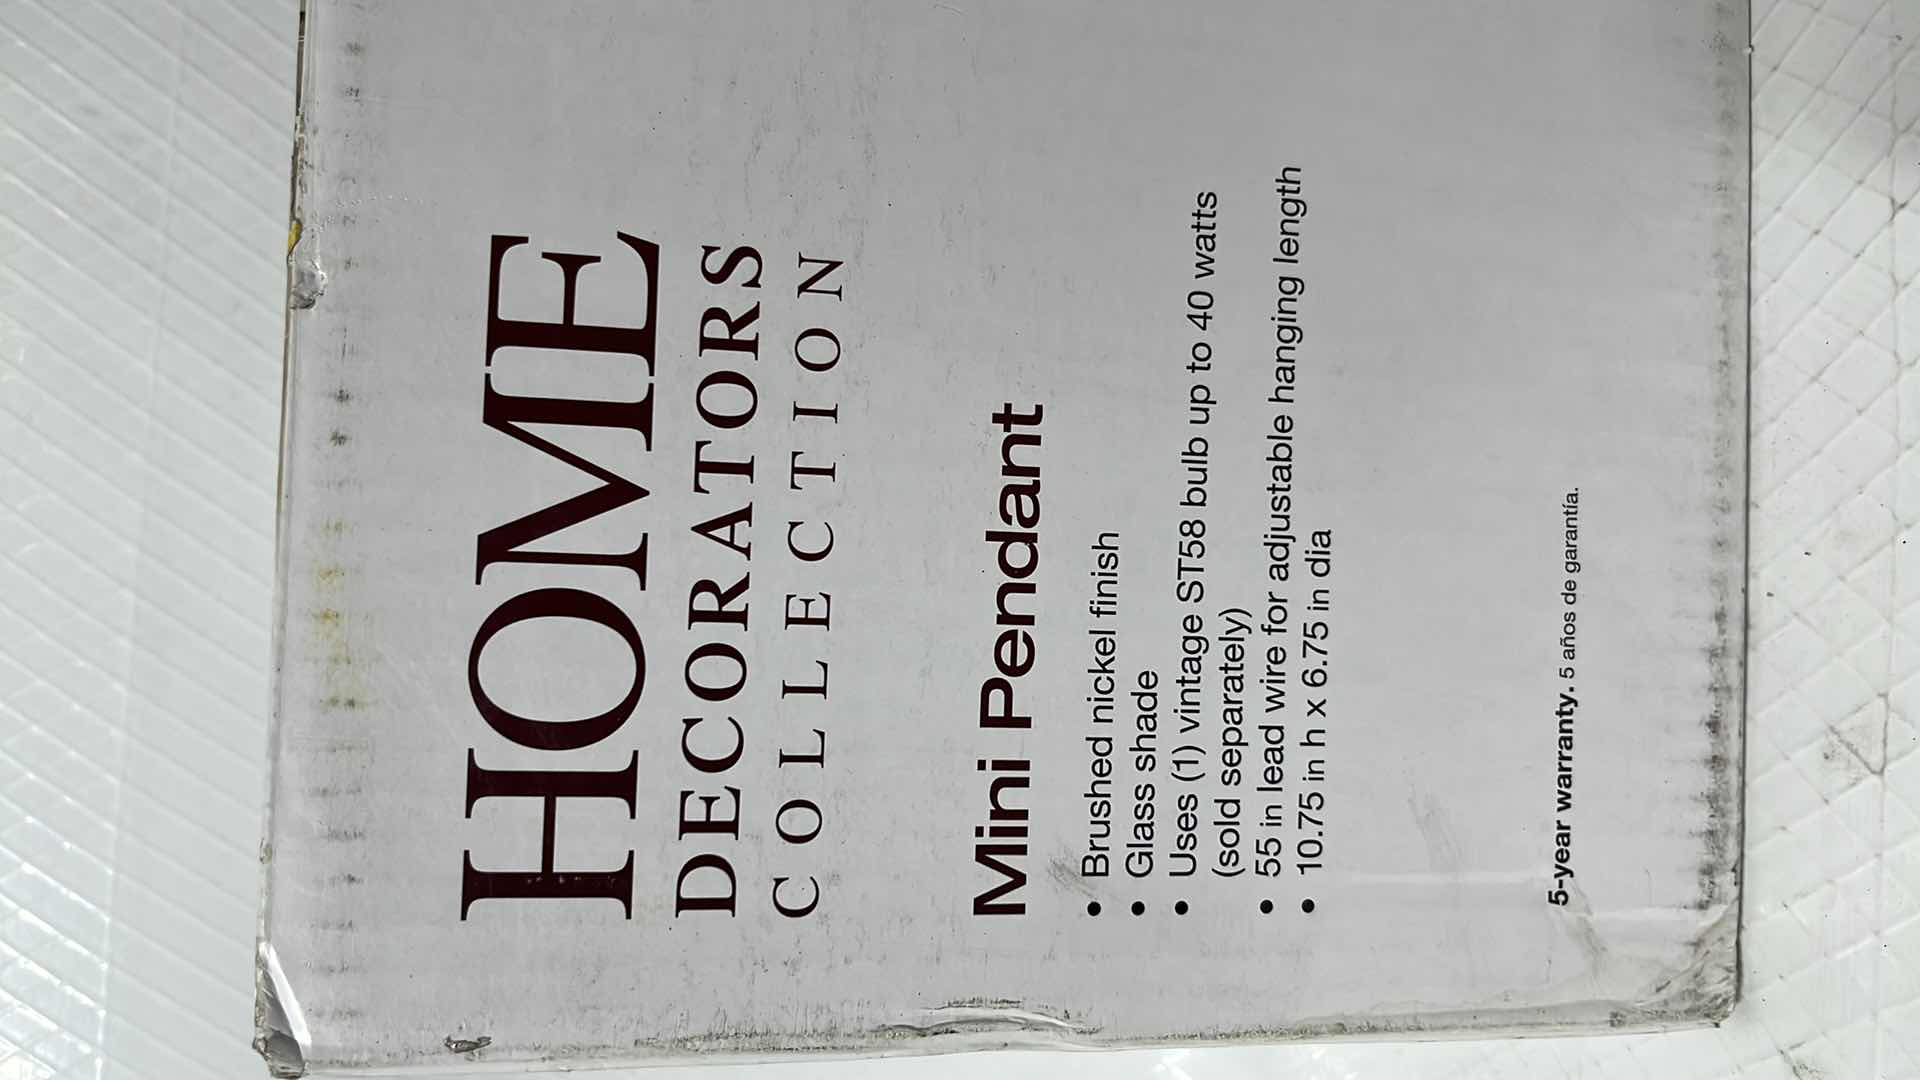 HOME
DECORATORS
COLLECTION
Mini Pendant
• Brushed nickel finish
• Glass shade
• Uses (1) vintage ST58 bulb up to 40 watts
(sold separately)
• 55 in lead wire for adjustable hanging length
• 10.75 in h x 6.75 in dia
5-year warranty. 5 años de garantía.